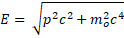 E = √(p²c² + m₀²c⁴)